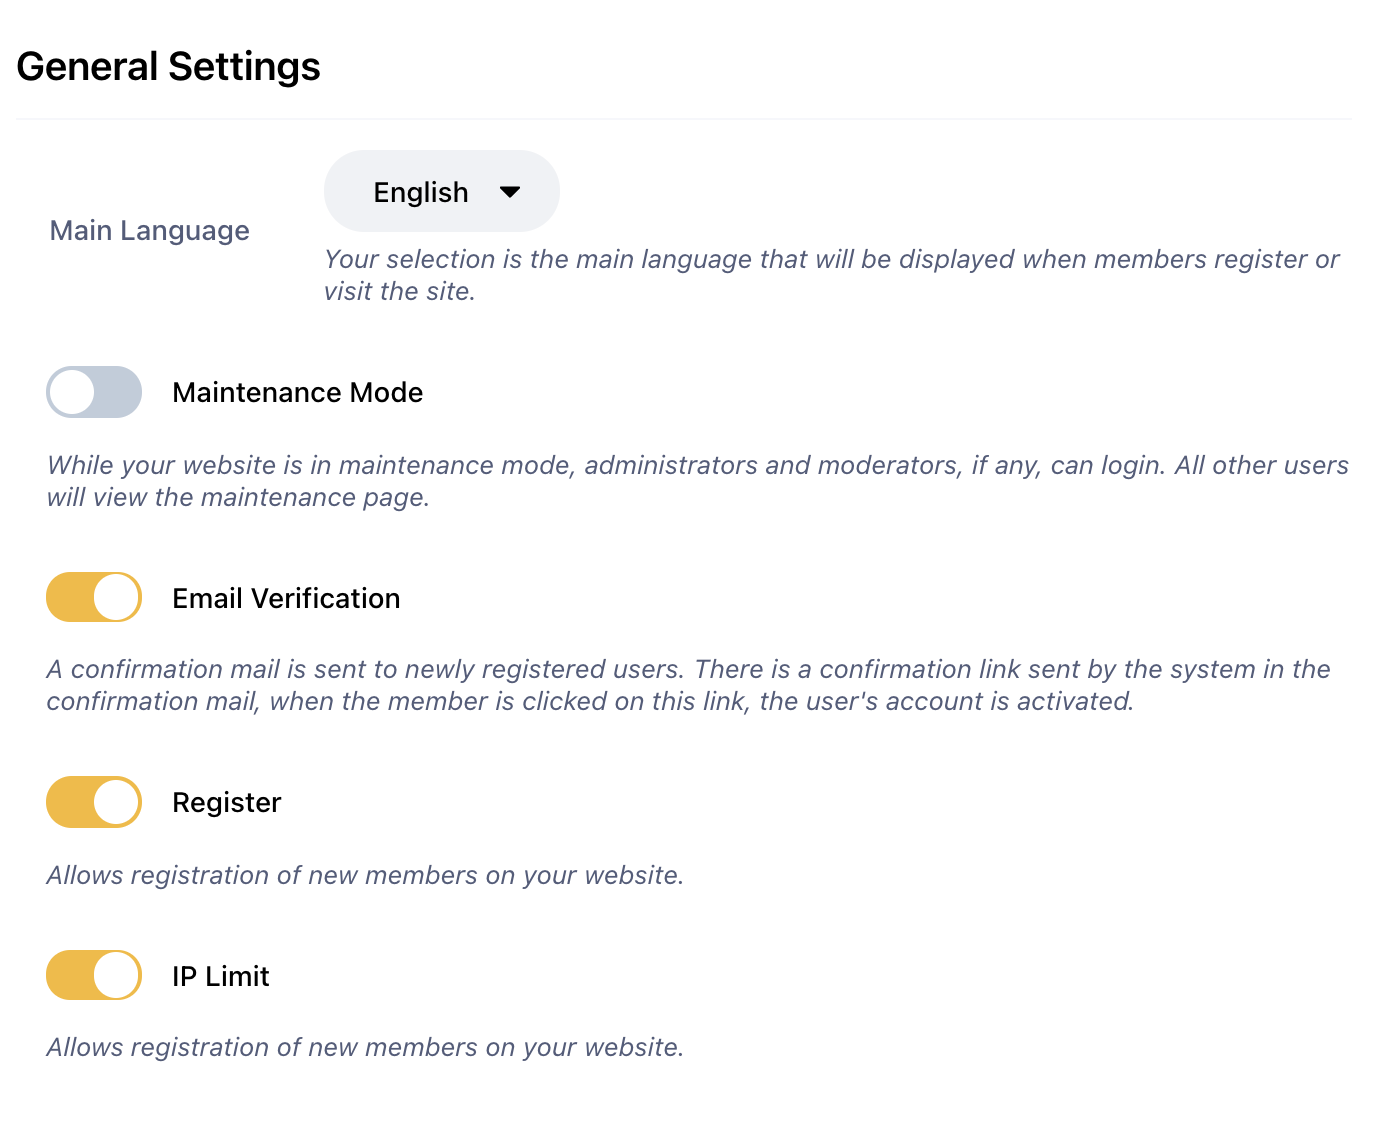 General Settings
English
Main Language
Your selection is the main language that will be displayed when members register or
visit the site.
Maintenance Mode
While your website is in maintenance mode, administrators and moderators, if any, can login. All other users
will view the maintenance page.
Email Verification
A confirmation mail is sent to newly registered users. There is a confirmation link sent by the system in the
confirmation mail, when the member is clicked on this link, the user's account is activated.
Register
Allows registration of new members on your website.
IP Limit
Allows registration of new members on your website.